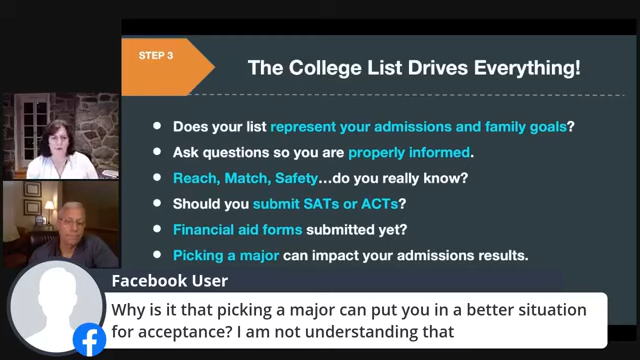 STEP 3
The College List Drives Everything!
Does your list represent your admissions and family goals?
Ask questions so you are properly informed.
Reach, Match, Safety...do you really know?
Should you submit SATs or ACTs?
Financial aid forms submitted yet?
Picking a major can impact your admissions results.
Facebook User
Why is it that picking a major can put you in a better situation
for acceptance? I am not understanding that